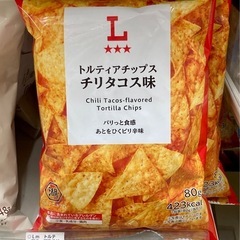 L
★★★
トルティアチップス
チリタコス味
Chili Tacos-flavored
Tortilla Chips
パリっと食感
あとをひくピリ辛味
80g
423kcal